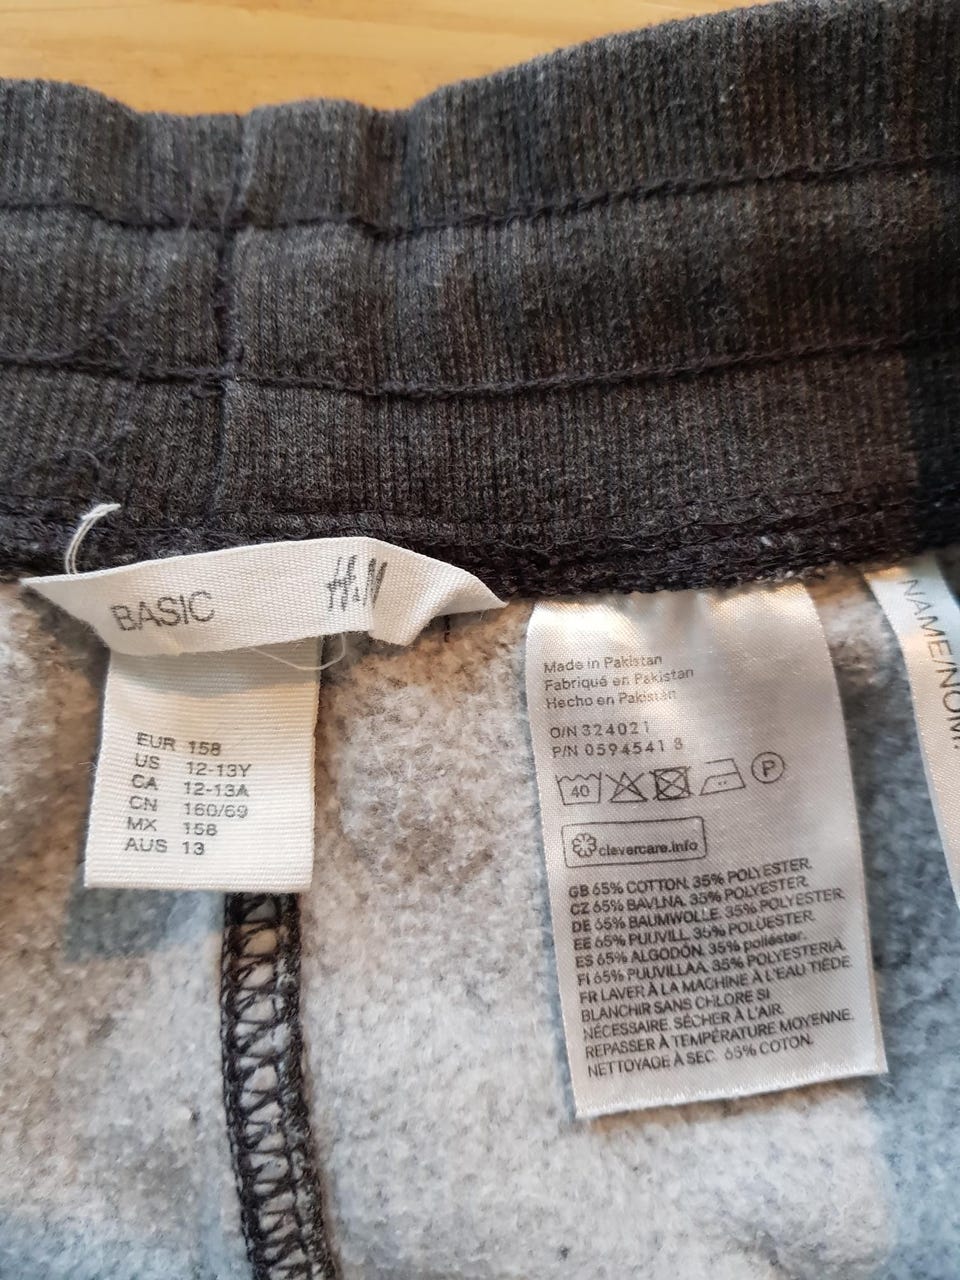 BASIC H&M
EUR 158
US 12-13Y
CA 12-13A
CN 160/69
MX 158
AUS 13
Made in Pakistan
Fabriqué en Pakistan
Hecho en Pakistan
O/N 324021
P/N 0594541 3
40 P
clevercare.info
GB 65% COTTON. 35% POLYESTER.
CZ 65% BAVLNA. 35% POLYESTER.
DE 65% BAUMWOLLE. 35% POLYESTER.
EE 65% PUUVILL. 35% POLÜESTER.
ES 65% ALGODÓN. 35% poliéster.
FI 65% PUUVILLAA. 35% POLYESTERIÄ.
FR LAVER À LA MACHINE À L'EAU TIÈDE.
BLANCHIR SANS CHLORE SI
NÉCESSAIRE. SÉCHER À L'AIR.
REPASSER À TEMPÉRATURE MOYENNE.
NETTOYAGE À SEC. 65% COTON.
NAME/NOM: